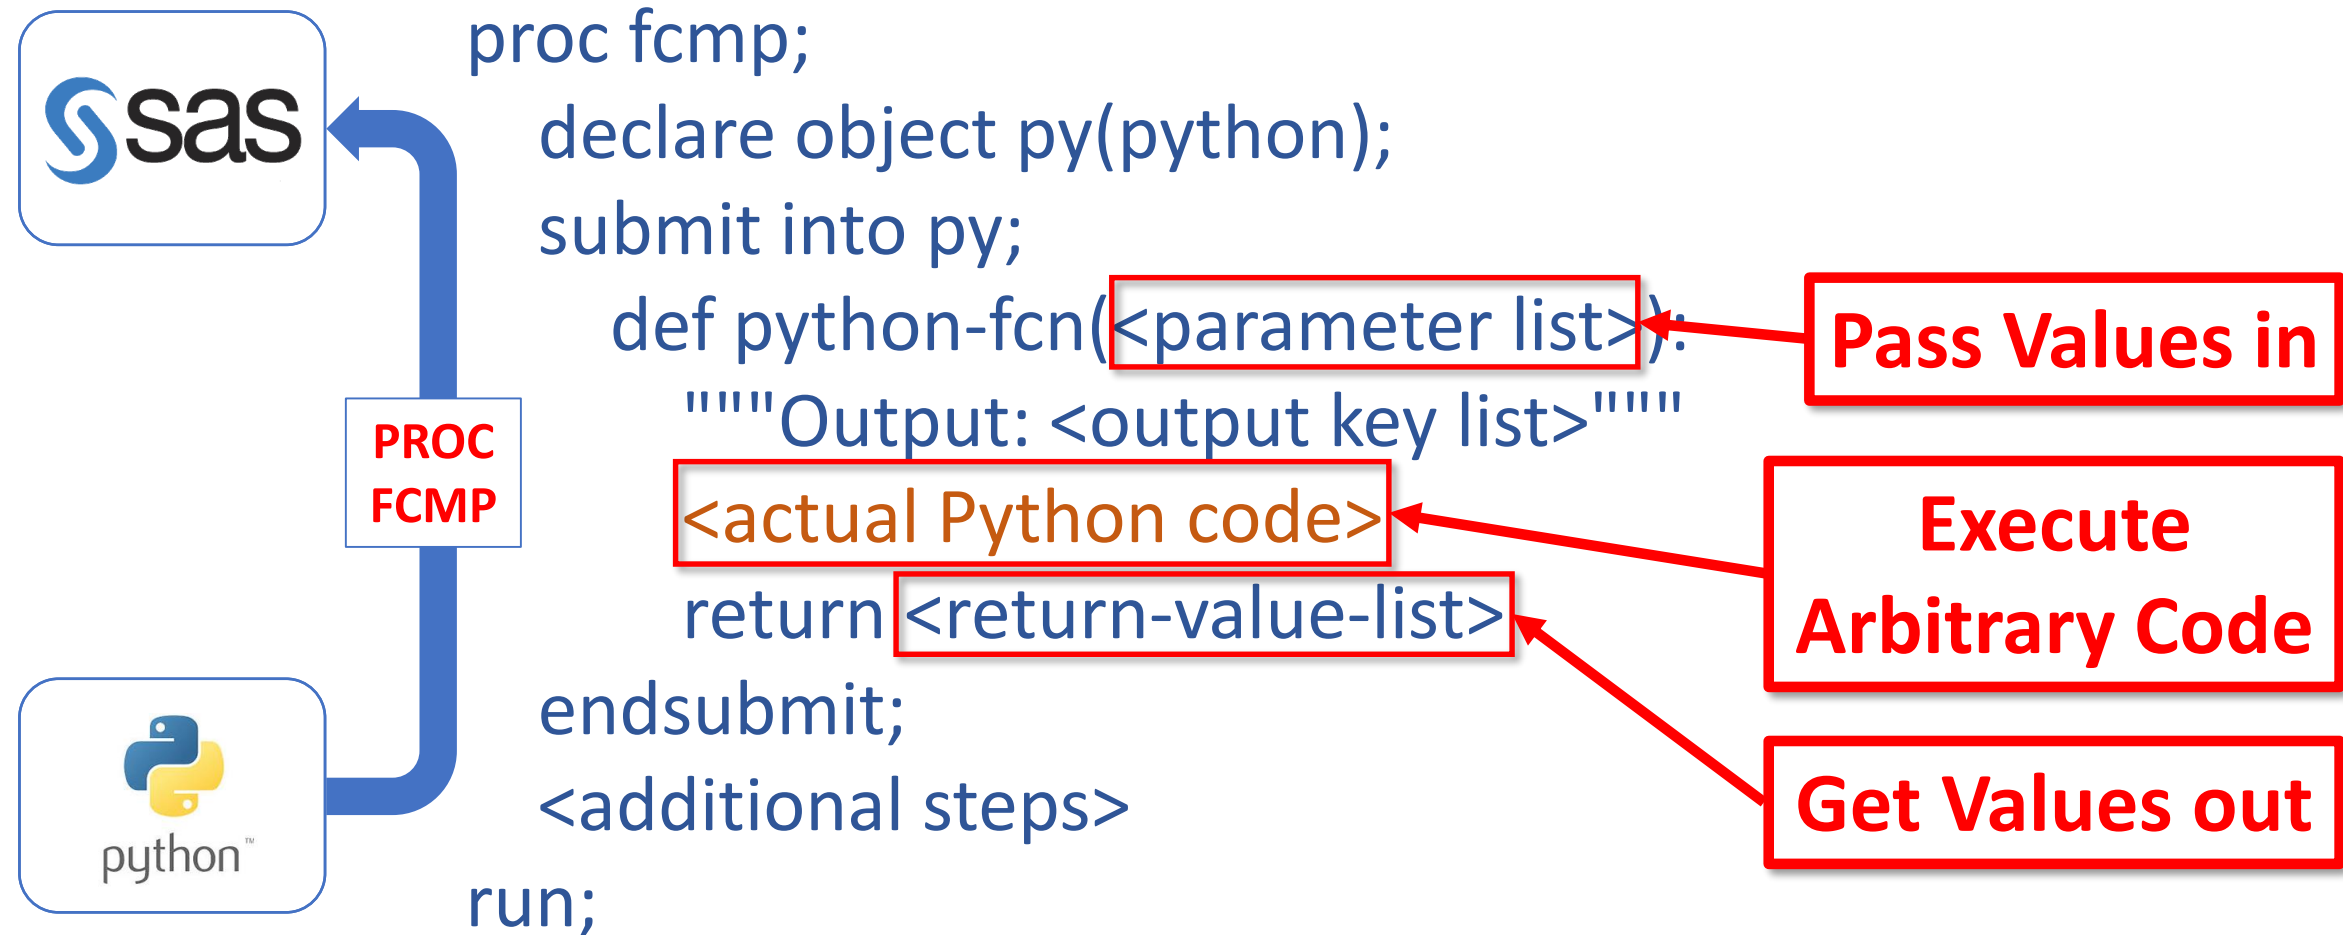 sas
proc fcmp;
declare object py(python);
submit into py;
def python-fcn(<parameter list>):
"""Output: <output key list>"""
<actual Python code>
return <return-value-list>
endsubmit;
<additional steps>
run;
PROC
FCMP
python™
Pass Values in
Execute
Arbitrary Code
Get Values out